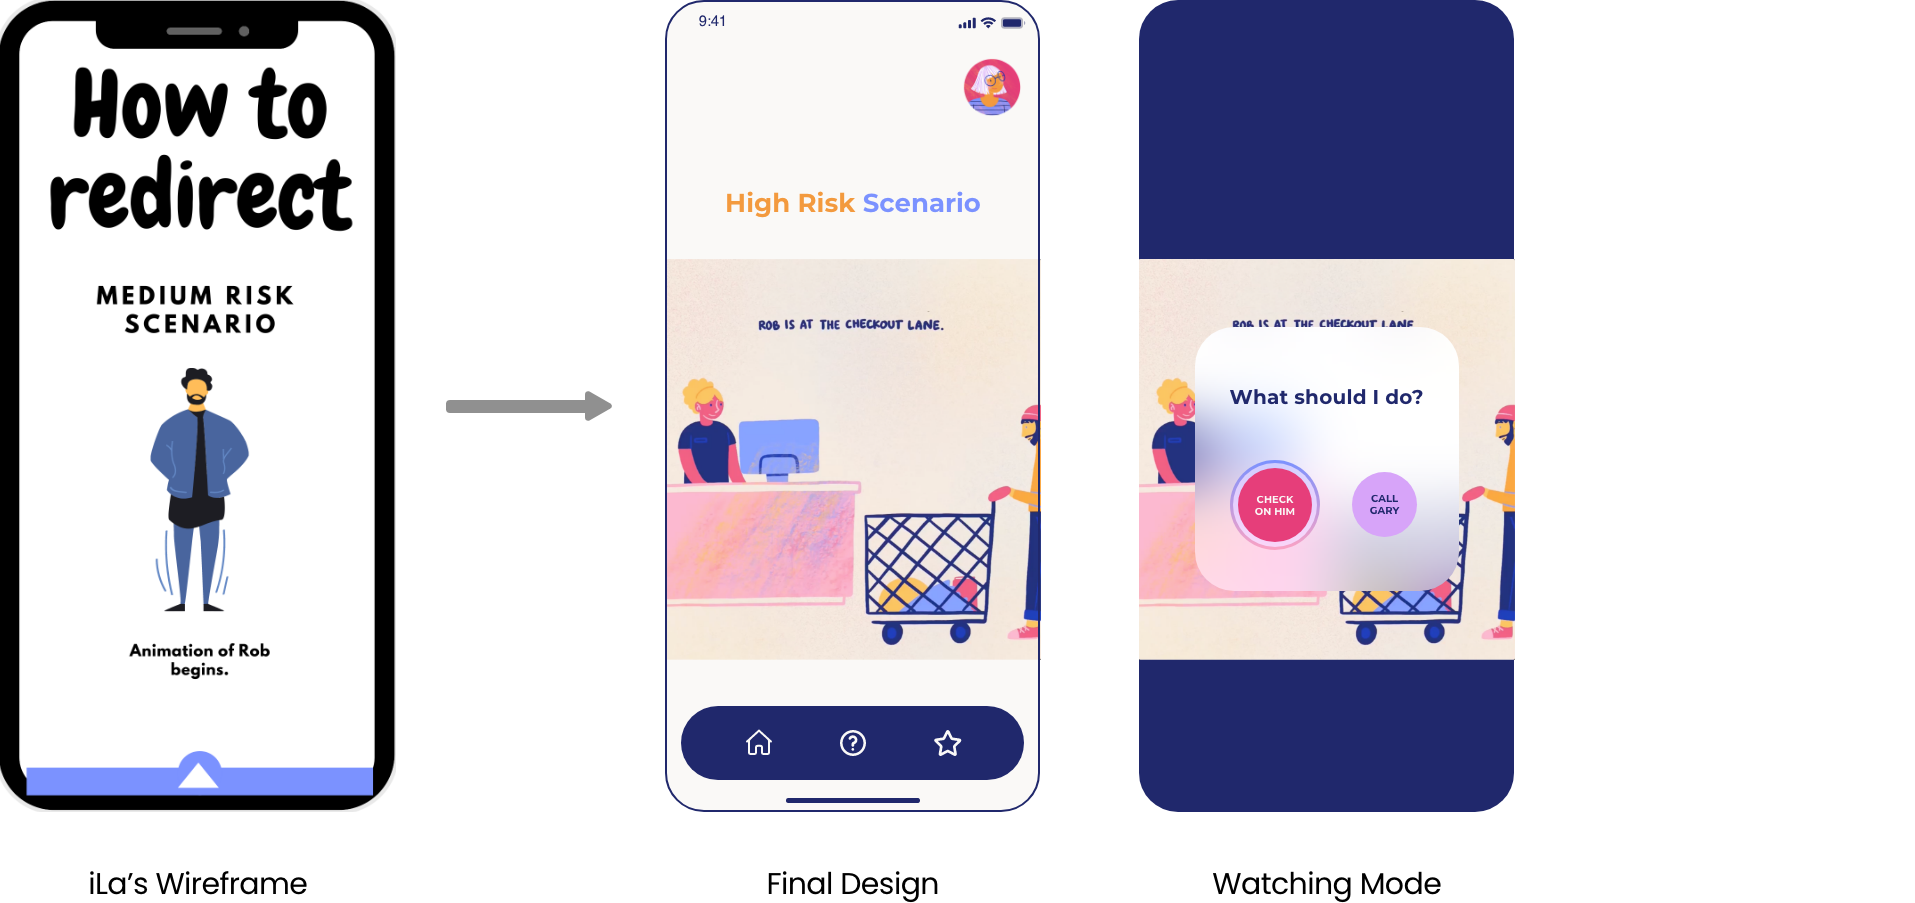 How to
redirect
MEDIUM RISK
SCENARIO
Animation of Rob
begins.
iLa's Wireframe
9:41
High Risk Scenario
ROB IS AT THE CHECKOUT LANE.
Final Design
ROB IS AT THE CHECKOUT LANE
What should I do?
CHECK
ON HIM
CALL
GARY
Watching Mode